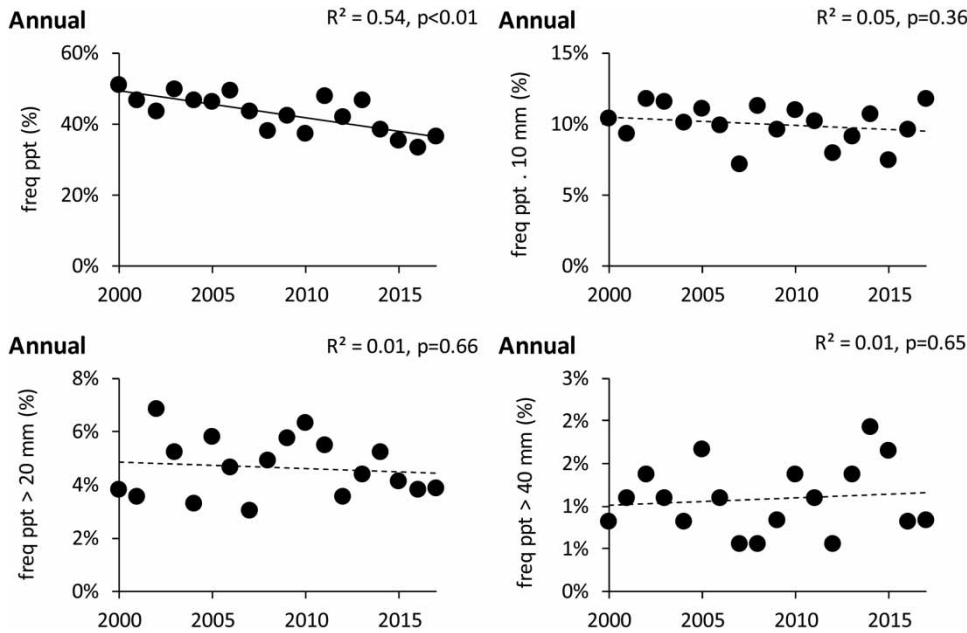 Annual
R² = 0.54, p<0.01
freq ppt (%)
60%
40%
20%
0%
2000 2005 2010 2015
Annual
R² = 0.05, p=0.36
freq ppt . 10 mm (%)
15%
10%
5%
0%
2000 2005 2010 2015
Annual
R² = 0.01, p=0.66
freq ppt > 20 mm (%)
8%
6%
4%
2%
0%
2000 2005 2010 2015
Annual
R² = 0.01, p=0.65
freq ppt > 40 mm (%)
3%
2%
2%
1%
1%
0%
2000 2005 2010 2015